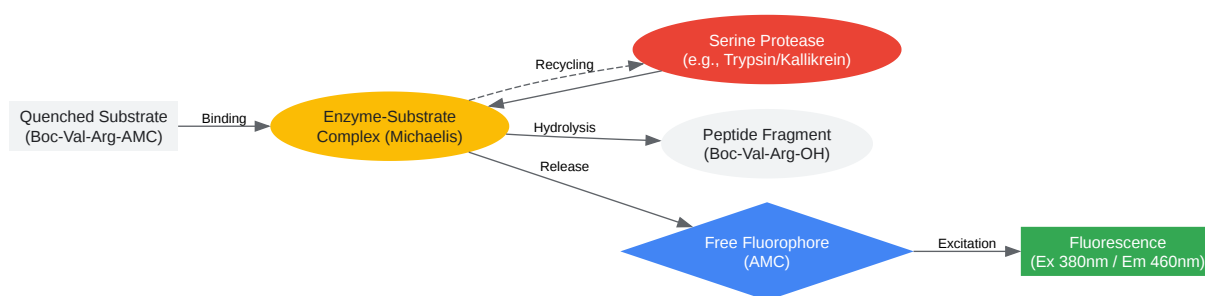 Quenched Substrate
(Boc-Val-Arg-AMC)
Binding
Enzyme-Substrate
Complex (Michaelis)
Recycling
Serine Protease
(e.g., Trypsin/Kallikrein)
Hydrolysis
Peptide Fragment
(Boc-Val-Arg-OH)
Release
Free Fluorophore
(AMC)
Excitation
Fluorescence
(Ex 380nm / Em 460nm)